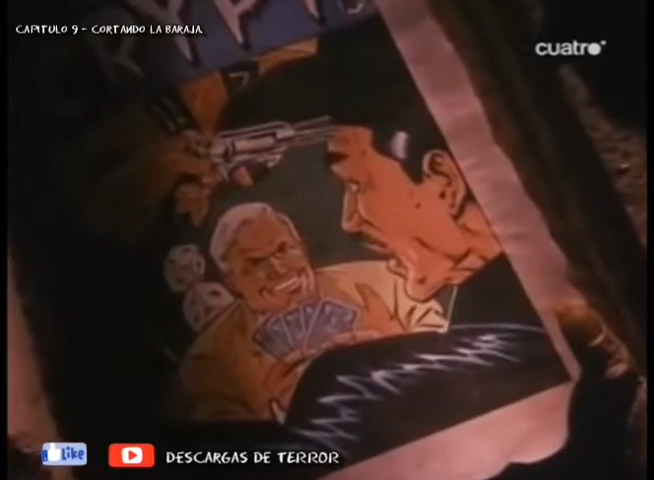 CAPITULO 9 - CORTANDO LA BARAJA
cuatro
Like
DESCARGAS DE TERROR